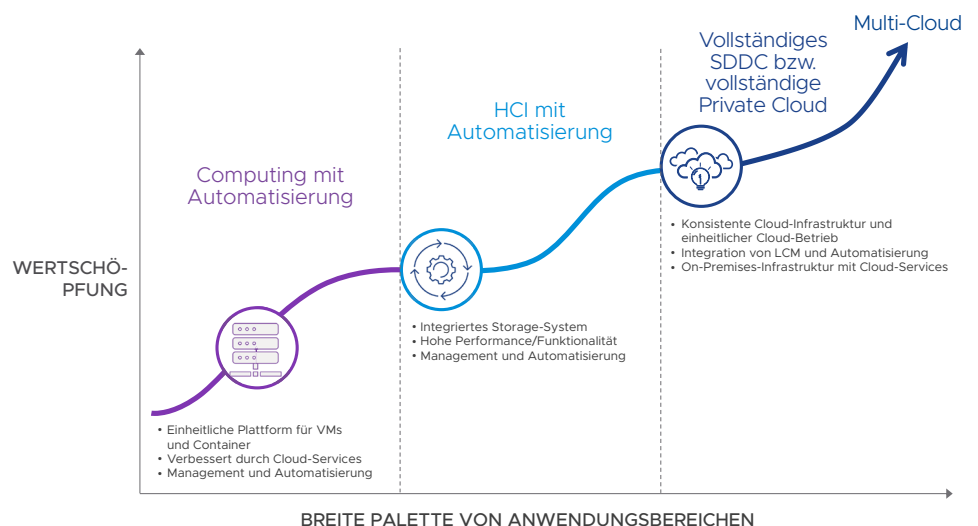 Multi-Cloud
Vollständiges
SDDC bzw.
vollständige
Private Cloud
HCI mit
Automatisierung
Computing mit
Automatisierung
• Konsistente Cloud-Infrastruktur und
einheitlicher Cloud-Betrieb
• Integration von LCM und Automatisierung
• On-Premises-Infrastruktur mit Cloud-Services
WERTSCHÖ-
PFUNG
• Integriertes Storage-System
• Hohe Performance/Funktionalität
• Management und Automatisierung
• Einheitliche Plattform für VMs
und Container
• Verbessert durch Cloud-Services
• Management und Automatisierung
BREITE PALETTE VON ANWENDUNGSBEREICHEN